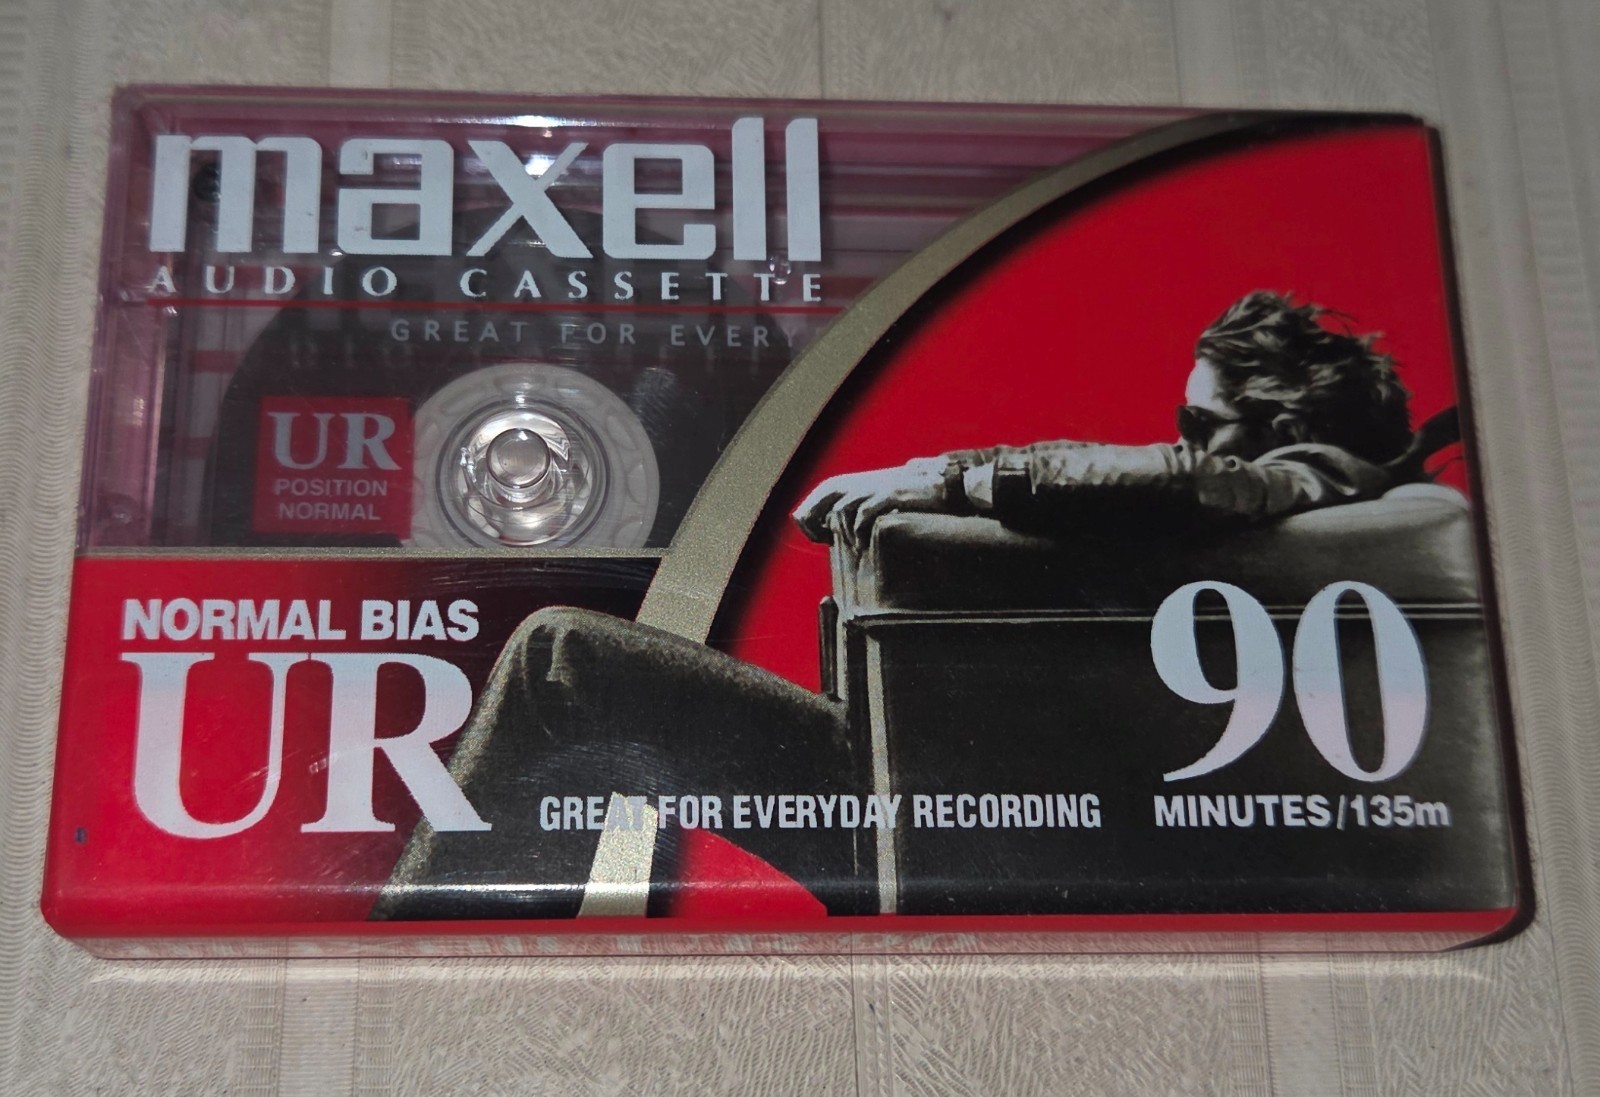 maxell
AUDIO CASSETTE
GREAT FOR EVERY
UR
POSITION
NORMAL
NORMAL BIAS
UR
GREAT FOR EVERYDAY RECORDING
90
MINUTES/135m